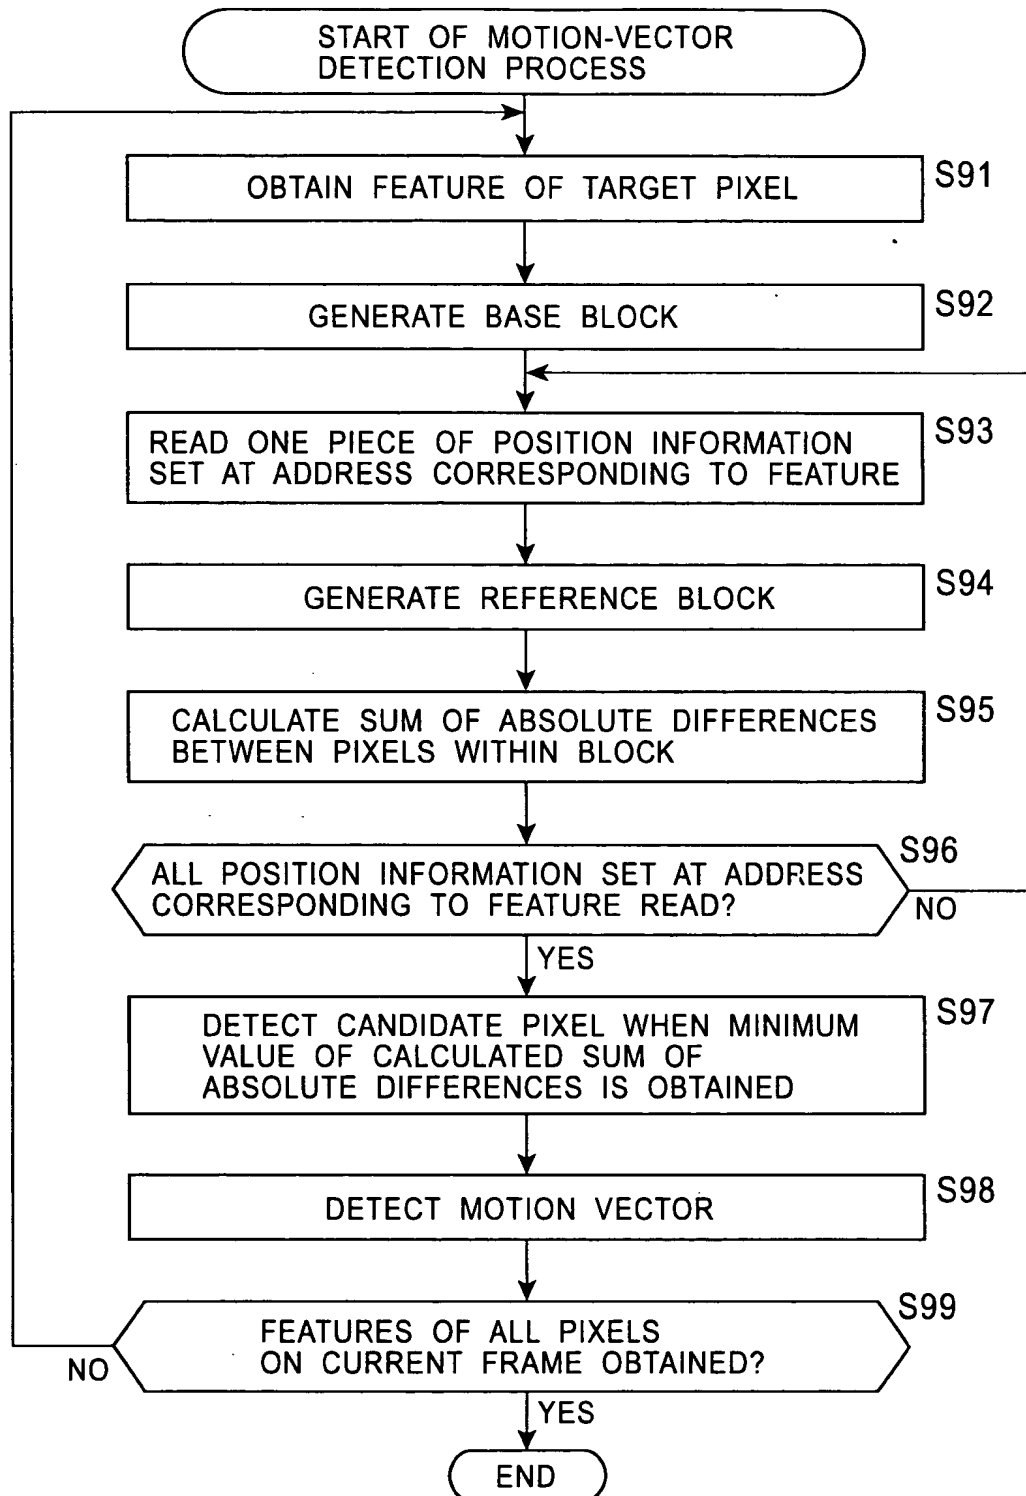 START OF MOTION-VECTOR
DETECTION PROCESS
OBTAIN FEATURE OF TARGET PIXEL
S91
GENERATE BASE BLOCK
S92
READ ONE PIECE OF POSITION INFORMATION
SET AT ADDRESS CORRESPONDING TO FEATURE
S93
GENERATE REFERENCE BLOCK
S94
CALCULATE SUM OF ABSOLUTE DIFFERENCES
BETWEEN PIXELS WITHIN BLOCK
S95
ALL POSITION INFORMATION SET AT ADDRESS
CORRESPONDING TO FEATURE READ?
S96
NO
YES
DETECT CANDIDATE PIXEL WHEN MINIMUM
VALUE OF CALCULATED SUM OF
ABSOLUTE DIFFERENCES IS OBTAINED
S97
DETECT MOTION VECTOR
S98
FEATURES OF ALL PIXELS
ON CURRENT FRAME OBTAINED?
S99
NO
YES
END